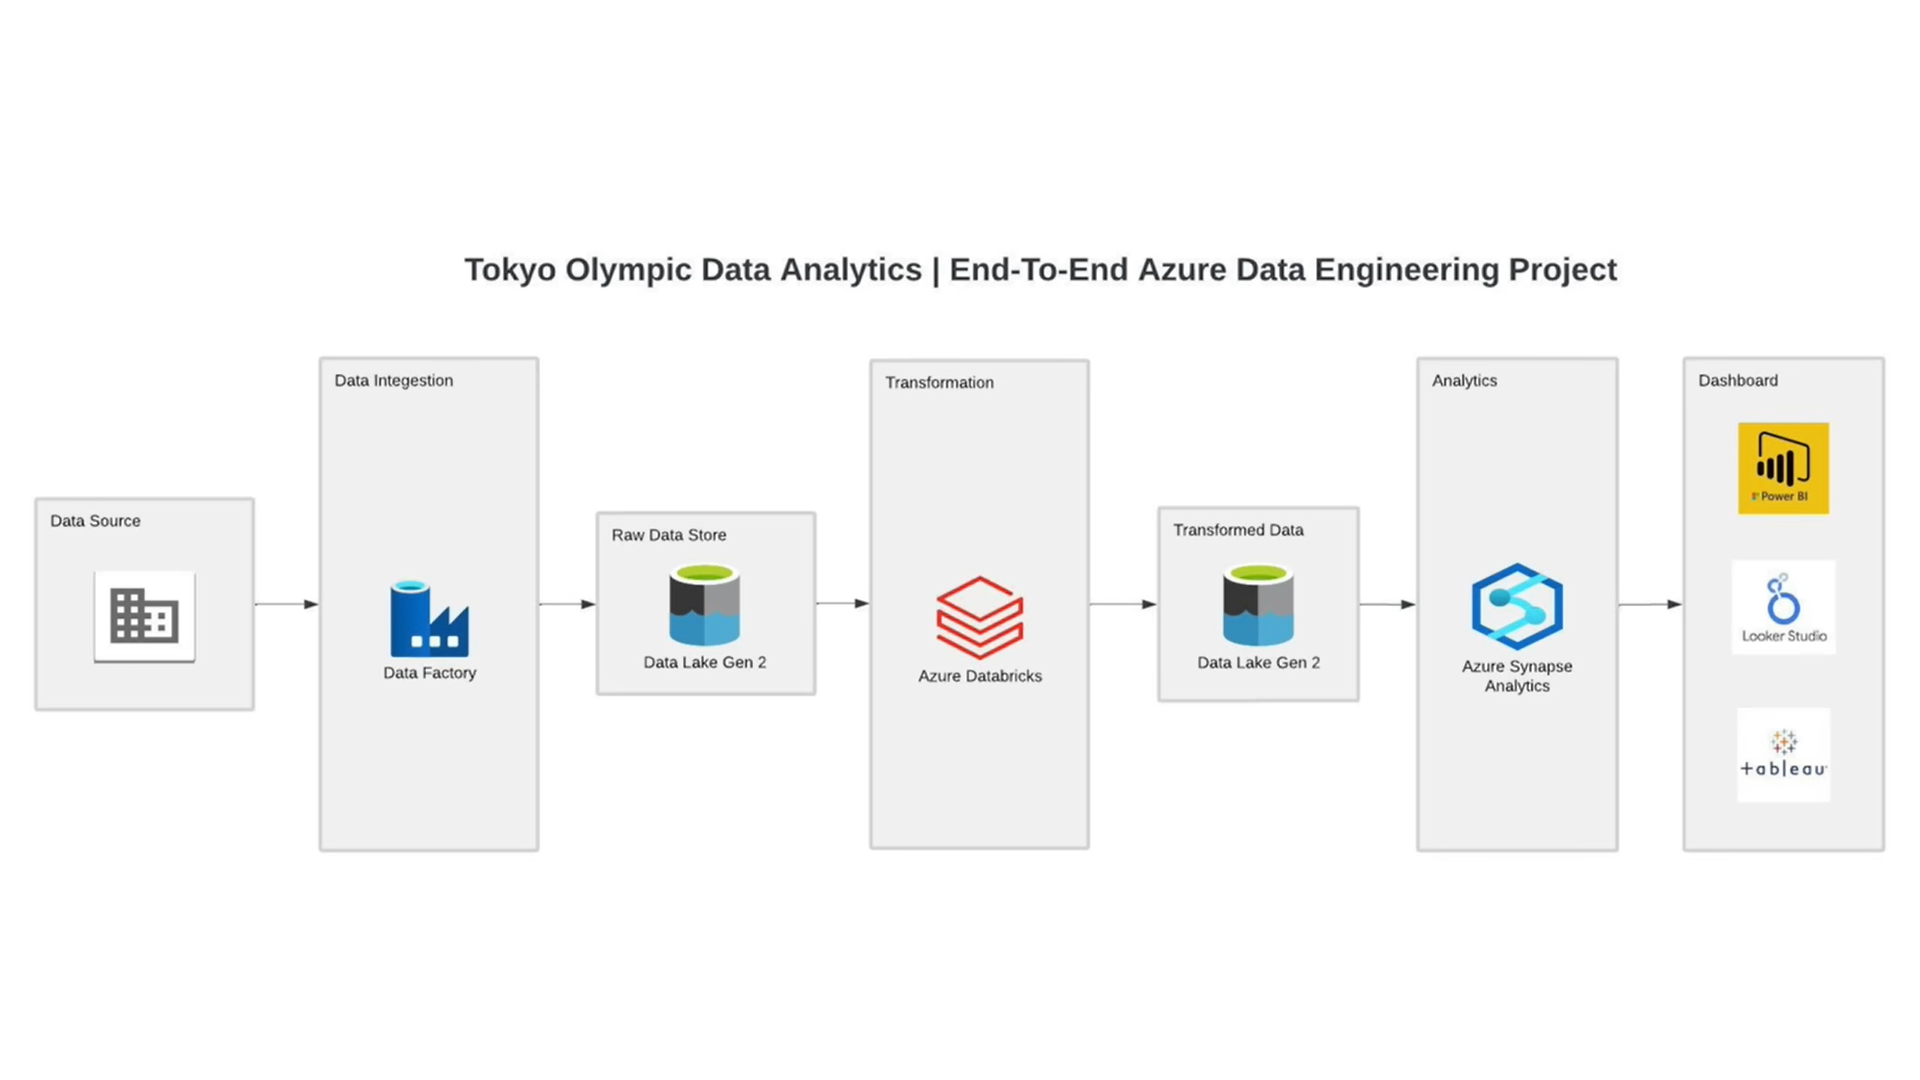 Tokyo Olympic Data Analytics | End-To-End Azure Data Engineering Project
Data Source
Data Integestion
Data Factory
Raw Data Store
Data Lake Gen 2
Transformation
Azure Databricks
Transformed Data
Data Lake Gen 2
Analytics
Azure Synapse
Analytics
Dashboard
Power BI
Looker Studio
+ableau